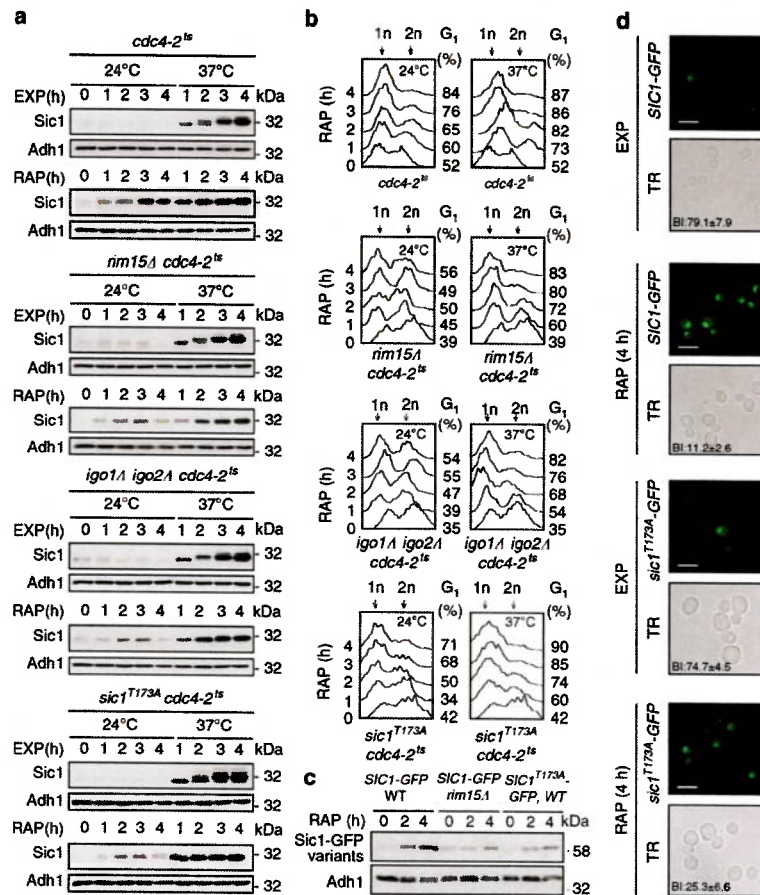 a
cdc4-2ts
24°C 37°C
EXP(h) 0 1 2 3 4 1 2 3 4 kDa
Sic1 32
Adh1 32
RAP(h) 0 1 2 3 4 1 2 3 4 kDa
Sic1 32
Adh1 32
rim15Δ cdc4-2ts
24°C 37°C
EXP(h) 0 1 2 3 4 1 2 3 4 kDa
Sic1 32
Adh1
RAP(h) 0 1 2 3 4 1 2 3 4 kDa
Sic1 32
Adh1
igo1Δ igo2Δ cdc4-2ts
24°C 37°C
EXP(h) 0 1 2 3 4 1 2 3 4 kDa
Sic1 32
Adh1 32
RAP(h) 0 1 2 3 4 1 2 3 4 kDa
Sic1 32
Adh1
sic1T173A cdc4-2ts
24°C 37°C
EXP(h) 0 1 2 3 4 1 2 3 4 kDa
Sic1 32
Adh1 32
RAP(h) 0 1 2 3 4 1 2 3 4 kDa
Sic1 32
Adh1 32
b
1n 2n G1 (%) 1n 2n G1 (%)
24°C 37°C
RAP (h)
4 84 87
3 76 86
2 65 82
1 60 73
0 52 52
cdc4-2ts cdc4-2ts
1n 2n G1 (%) 1n 2n G1 (%)
24°C 37°C
RAP (h)
4 56 83
3 49 80
2 50 72
1 45 60
0 39 39
rim15Δ rim15Δ
cdc4-2ts cdc4-2ts
1n 2n G1 (%) 1n 2n G1 (%)
24°C 37°C
RAP (h)
4 54 82
3 55 76
2 47 68
1 39 54
0 35 35
igo1Δ igo2Δ igo1Δ igo2Δ
cdc4-2ts cdc4-2ts
1n 2n G1 (%) 1n 2n G1 (%)
24°C 37°C
RAP (h)
4 71 90
3 68 85
2 50 74
1 34 60
0 42 42
sic1T173A sic1T173A
cdc4-2ts cdc4-2ts
c
SIC1-GFP WT SIC1-GFP rim15Δ SIC1T173A-GFP, WT
RAP (h) 0 2 4 0 2 4 0 2 4 kDa
Sic1-GFP variants 58
Adh1 32
d
EXP
SIC1-GFP
TR
BI:79.1±7.9
RAP (4 h)
SIC1-GFP
TR
BI:11.2±2.6
EXP
sic1T173A-GFP
TR
BI:74.7±4.5
RAP (4 h)
sic1T173A-GFP
TR
BI:25.3±6.6